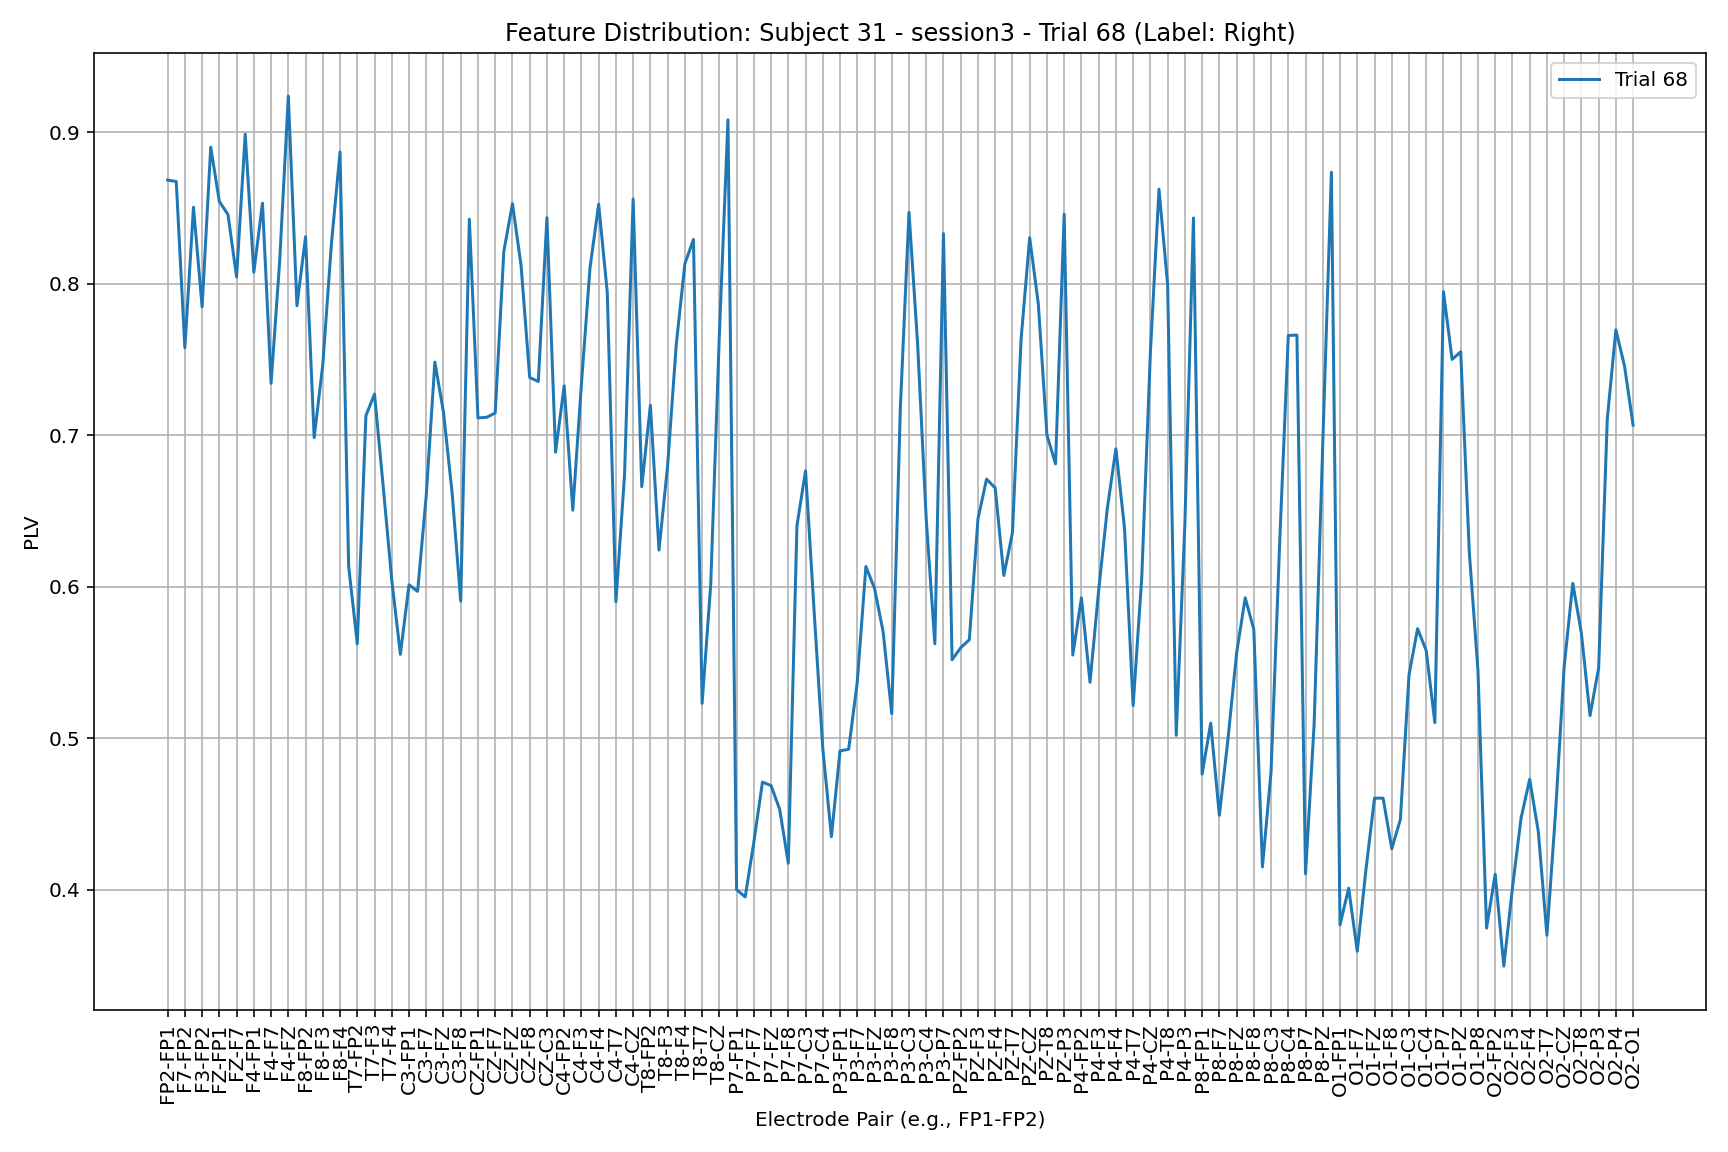 Feature Distribution: Subject 31 - session3 - Trial 68 (Label: Right)
Trial 68
PLV
0.9
0.8
0.7
0.6
0.5
0.4
FP2-FP1
F7-FP2
F3-FP2
FZ-FP1
FZ-F7
F4-FP1
F4-F7
F4-FZ
F8-FP2
F8-F3
F8-F4
T7-FP2
T7-F3
T7-F4
C3-FP1
C3-F7
C3-FZ
C3-F8
CZ-FP1
CZ-F7
CZ-FZ
CZ-F8
CZ-C3
C4-FP2
C4-F3
C4-F4
C4-T7
C4-CZ
T8-FP2
T8-F3
T8-F4
T8-T7
T8-CZ
P7-FP1
P7-F7
P7-FZ
P7-F8
P7-C3
P7-C4
P3-FP1
P3-F7
P3-FZ
P3-F8
P3-C3
P3-C4
P3-P7
PZ-FP2
PZ-F3
PZ-F4
PZ-T7
PZ-CZ
PZ-T8
PZ-P3
P4-FP2
P4-F3
P4-F4
P4-T7
P4-CZ
P4-T8
P4-P3
P8-FP1
P8-F7
P8-FZ
P8-F8
P8-C3
P8-C4
P8-P7
P8-PZ
O1-FP1
O1-F7
O1-FZ
O1-F8
O1-C3
O1-C4
O1-P7
O1-PZ
O1-P8
O2-FP2
O2-F3
O2-F4
O2-T7
O2-CZ
O2-T8
O2-P3
O2-P4
O2-O1
Electrode Pair (e.g., FP1-FP2)